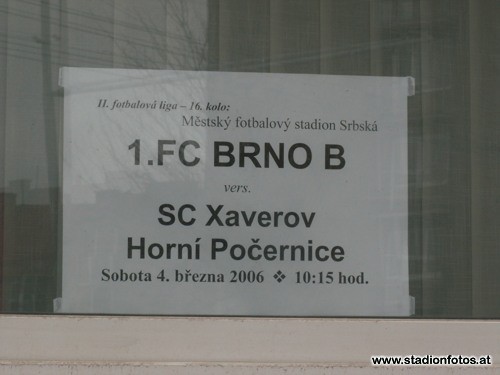 II. fotbalová liga – 16. kolo:
Městský fotbalový stadion Srbská
1.FC BRNO B
vers.
SC Xaverov
Horní Počernice
Sobota 4. března 2006 ❖ 10:15 hod.
www.stadionfotos.at